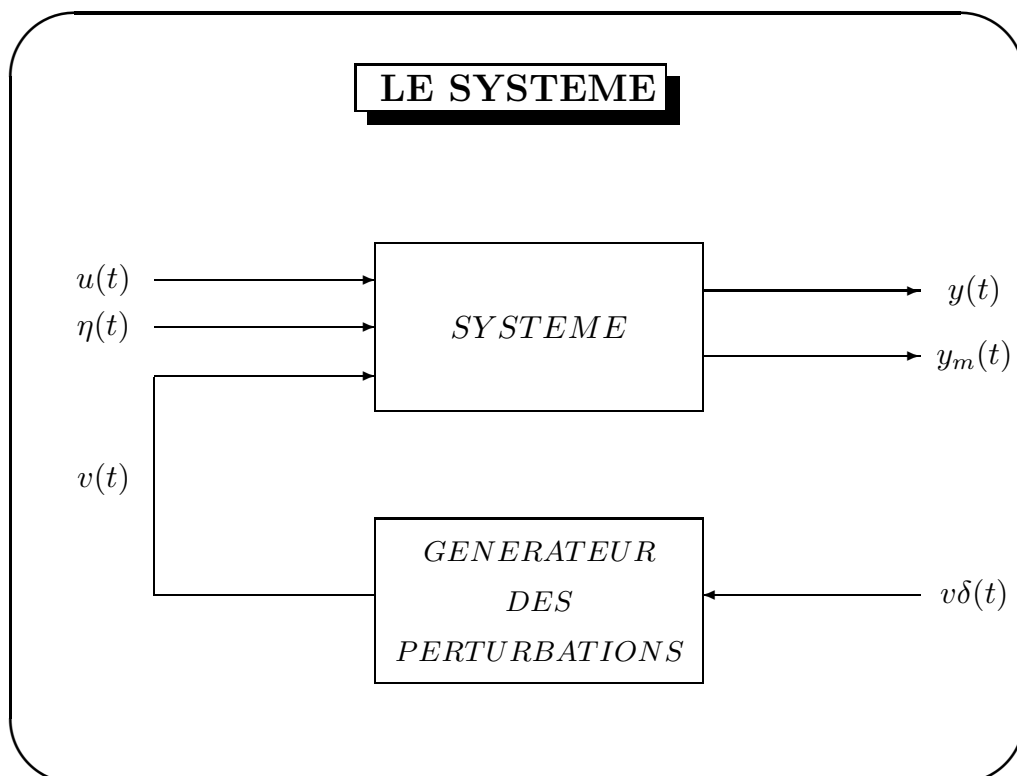 LE SYSTEME
u(t)
η(t)
v(t)
SYSTEME
y(t)
y_m(t)
GENERATEUR
DES
PERTURBATIONS
vδ(t)